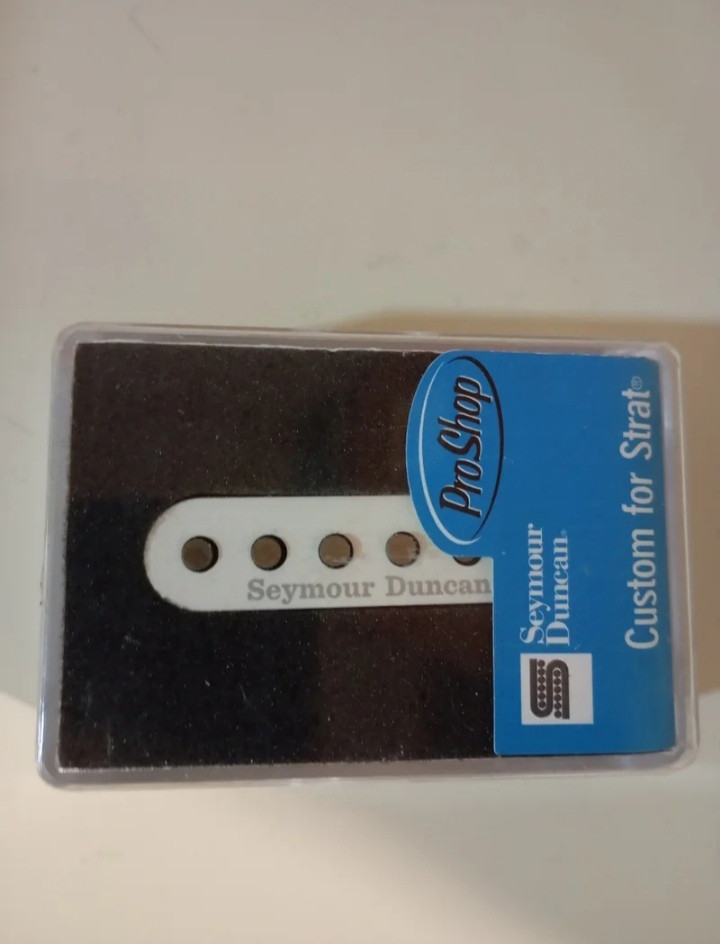 ProShop
Seymour
Duncan®
Custom for Strat®
Seymour Duncan